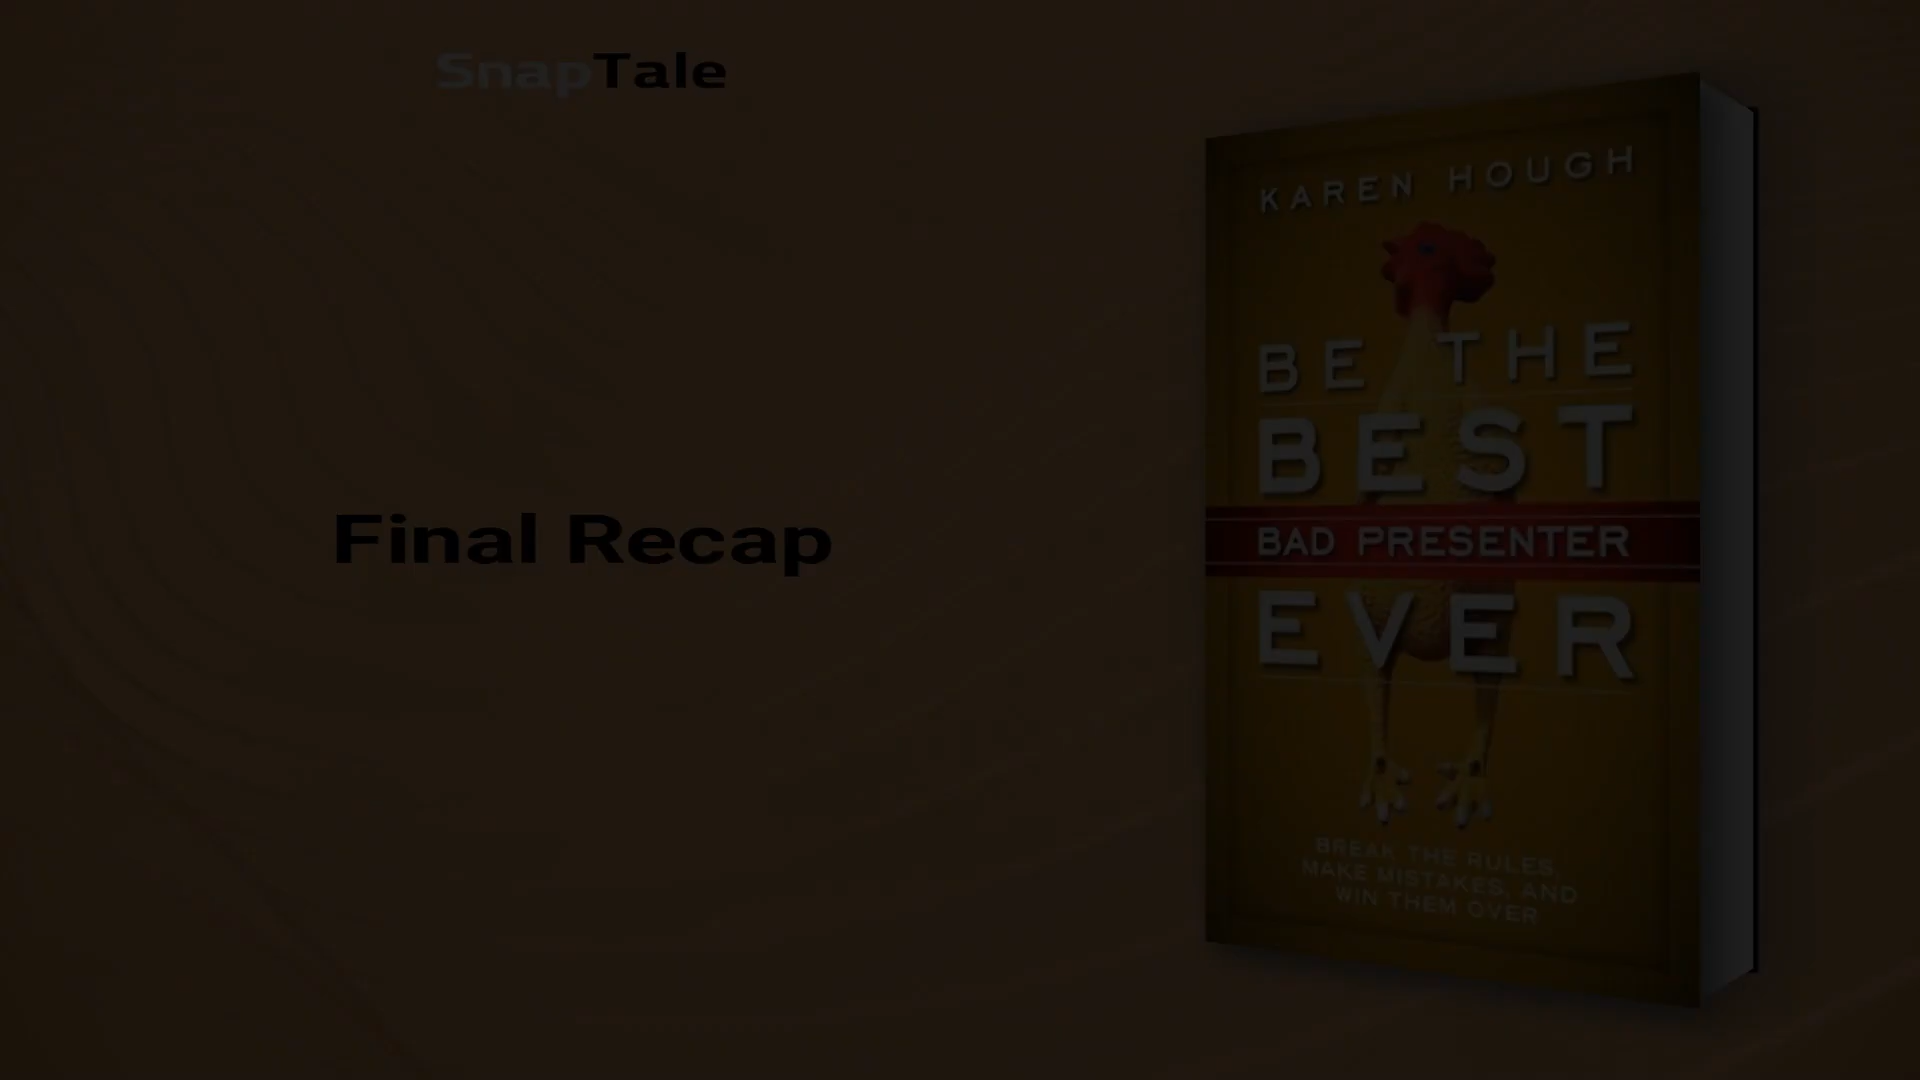 SnapTale
Final Recap
KAREN HOUGH
BE THE
BEST
BAD PRESENTER
EVER
BREAK THE RULES,
MAKE MISTAKES, AND
WIN THEM OVER